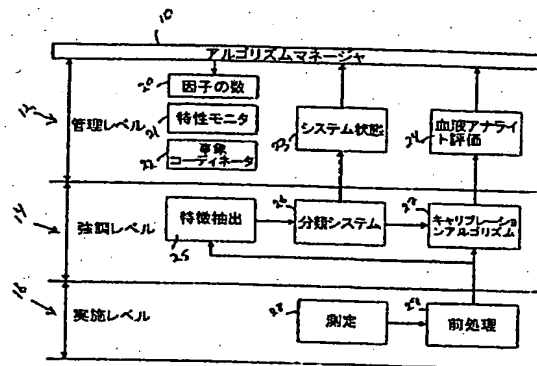 10
アルゴリズムマネージャ
12
管理レベル
20
因子の数
21
特性モニタ
22
事象
コーディネータ
23
システム状態
24
血液アナライ
ト評価
14
強調レベル
特徴抽出
25
26
分類システム
27
キャリブレーショ
ンアルゴリズム
16
実施レベル
28
測定
29
前処理